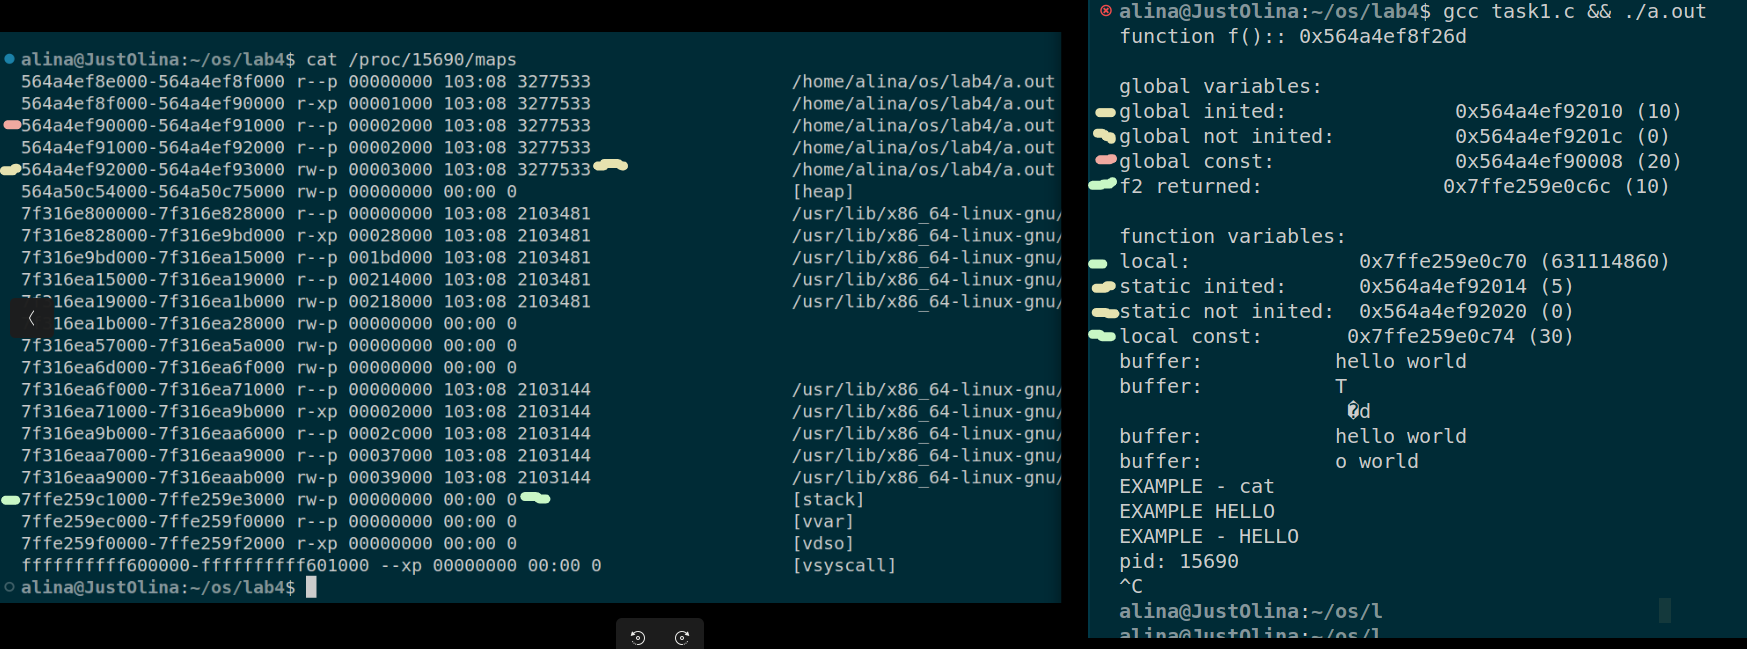 alina@JustOlina:~/os/lab4$ cat /proc/15690/maps
564a4ef8e000-564a4ef8f000 r--p 00000000 103:08 3277533 /home/alina/os/lab4/a.out
564a4ef8f000-564a4ef90000 r-xp 00001000 103:08 3277533 /home/alina/os/lab4/a.out
564a4ef90000-564a4ef91000 r--p 00002000 103:08 3277533 /home/alina/os/lab4/a.out
564a4ef91000-564a4ef92000 r--p 00002000 103:08 3277533 /home/alina/os/lab4/a.out
564a4ef92000-564a4ef93000 rw-p 00003000 103:08 3277533 /home/alina/os/lab4/a.out
564a50c54000-564a50c75000 rw-p 00000000 00:00 0 [heap]
7f316e800000-7f316e828000 r--p 00000000 103:08 2103481 /usr/lib/x86_64-linux-gnu/
7f316e828000-7f316e9bd000 r-xp 00028000 103:08 2103481 /usr/lib/x86_64-linux-gnu/
7f316e9bd000-7f316ea15000 r--p 001bd000 103:08 2103481 /usr/lib/x86_64-linux-gnu/
7f316ea15000-7f316ea19000 r--p 00214000 103:08 2103481 /usr/lib/x86_64-linux-gnu/
7f316ea19000-7f316ea1b000 rw-p 00218000 103:08 2103481 /usr/lib/x86_64-linux-gnu/
16ea1b000-7f316ea28000 rw-p 00000000 00:00 0
7f316ea57000-7f316ea5a000 rw-p 00000000 00:00 0
7f316ea6d000-7f316ea6f000 rw-p 00000000 00:00 0
7f316ea6f000-7f316ea71000 r--p 00000000 103:08 2103144 /usr/lib/x86_64-linux-gnu/
7f316ea71000-7f316ea9b000 r-xp 00002000 103:08 2103144 /usr/lib/x86_64-linux-gnu/
7f316ea9b000-7f316eaa6000 r--p 0002c000 103:08 2103144 /usr/lib/x86_64-linux-gnu/
7f316eaa7000-7f316eaa9000 r--p 00037000 103:08 2103144 /usr/lib/x86_64-linux-gnu/
7f316eaa9000-7f316eaab000 rw-p 00039000 103:08 2103144 /usr/lib/x86_64-linux-gnu/
7ffe259c1000-7ffe259e3000 rw-p 00000000 00:00 0 [stack]
7ffe259ec000-7ffe259f0000 r--p 00000000 00:00 0 [vvar]
7ffe259f0000-7ffe259f2000 r-xp 00000000 00:00 0 [vdso]
ffffffffff600000-ffffffffff601000 --xp 00000000 00:00 0 [vsyscall]
alina@JustOlina:~/os/lab4$
alina@JustOlina:~/os/lab4$ gcc task1.c && ./a.out
function f():: 0x564a4ef8f26d
global variables:
global inited: 0x564a4ef92010 (10)
global not inited: 0x564a4ef9201c (0)
global const: 0x564a4ef90008 (20)
f2 returned: 0x7ffe259e0c6c (10)
function variables:
local: 0x7ffe259e0c70 (631114860)
static inited: 0x564a4ef92014 (5)
static not inited: 0x564a4ef92020 (0)
local const: 0x7ffe259e0c74 (30)
buffer: hello world
buffer: T
�d
buffer: hello world
buffer: o world
EXAMPLE - cat
EXAMPLE HELLO
EXAMPLE - HELLO
pid: 15690
^C
alina@JustOlina:~/os/l
alina@JustOlina:~/os/l